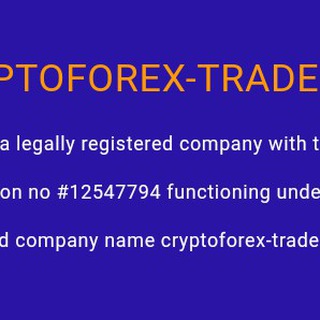 PTOFOREX-TRADE
a legally registered company with t
on no #12547794 functioning unde
d company name cryptoforex-trade